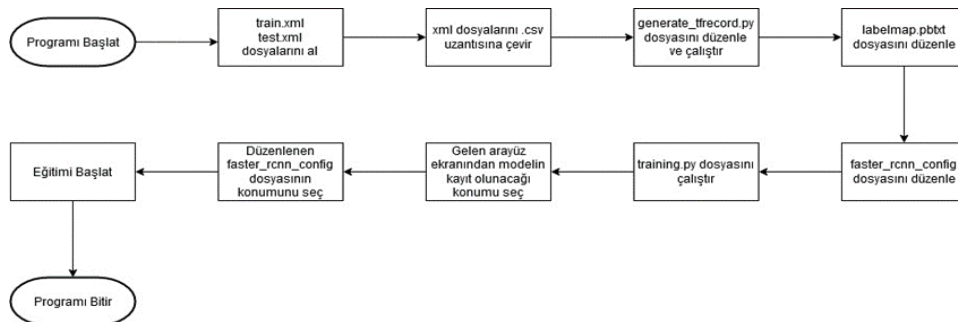 Programı Başlat
train.xml
test.xml
dosyalarını al
xml dosyalarını .csv
uzantısına çevir
generate_tfrecord.py
dosyasını düzenle
ve çalıştır
labelmap.pbtxt
dosyasını düzenle
faster_rcnn_config
dosyasını düzenle
training.py dosyasını
çalıştır
Gelen arayüz
ekranından modelin
kayıt olunacağı
konumu seç
Düzenlenen
faster_rcnn_config
dosyasının
konumunu seç
Eğitimi Başlat
Programı Bitir